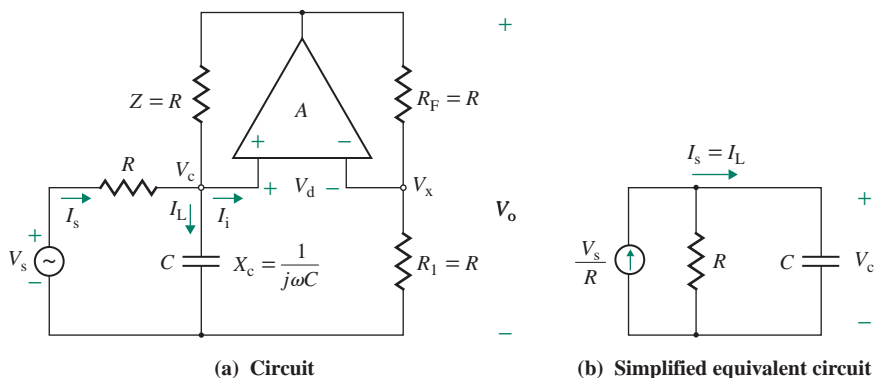 +
Z = R
A
R_F = R
+ −
V_c
R
I_s = I_L
I_s
I_L
I_i
+ V_d −
V_x
V_o
+
V_s
−
C
X_c = 1/jωC
R_1 = R
V_s/R
R
C
+
V_c
−
−
(a) Circuit
(b) Simplified equivalent circuit